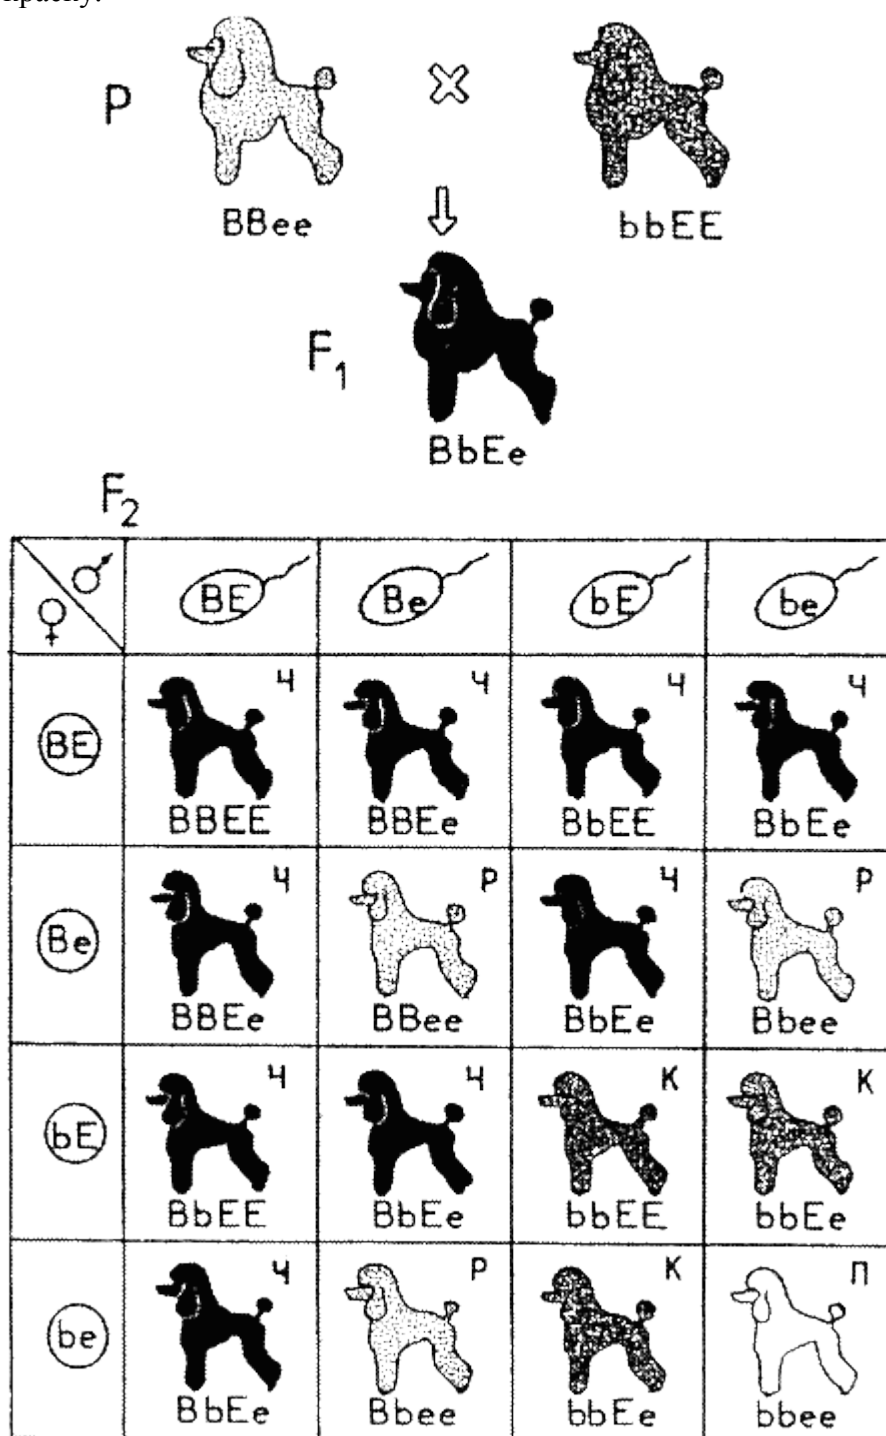 P
BBee
bbEE
F1
BbEe
F2
♀ ♂ BE Be bE be
BE
Ч Ч Ч Ч
BBEE BBEe BbEE BbEe
Be
Ч Р Ч Р
BBEe BBee BbEe Bbee
bE
Ч Ч К К
BbEE BbEe bbEE bbEe
be
Ч Р К П
BbEe Bbee bbEe bbee